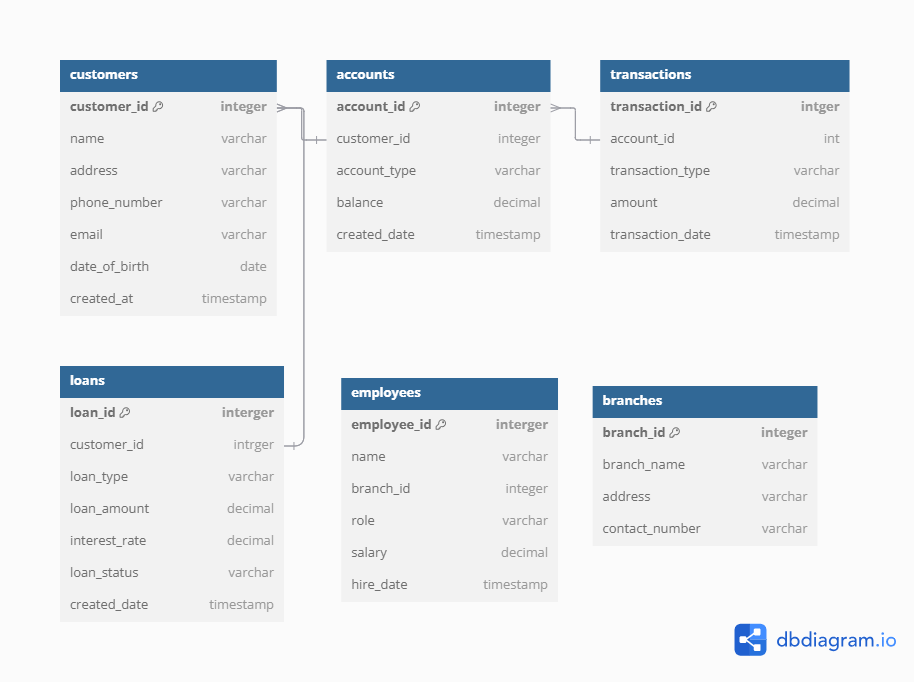 customers
customer_id integer
name varchar
address varchar
phone_number varchar
email varchar
date_of_birth date
created_at timestamp
accounts
account_id integer
customer_id integer
account_type varchar
balance decimal
created_date timestamp
transactions
transaction_id intger
account_id int
transaction_type varchar
amount decimal
transaction_date timestamp
loans
loan_id interger
customer_id intrger
loan_type varchar
loan_amount decimal
interest_rate decimal
loan_status varchar
created_date timestamp
employees
employee_id interger
name varchar
branch_id integer
role varchar
salary decimal
hire_date timestamp
branches
branch_id integer
branch_name varchar
address varchar
contact_number varchar
dbdiagram.io